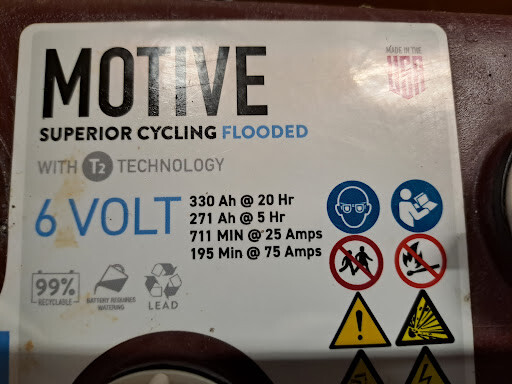 MOTIVE
MADE IN THE
USA
SUPERIOR CYCLING FLOODED
WITH T2 TECHNOLOGY
6 VOLT
330 Ah @ 20 Hr
271 Ah @ 5 Hr
711 MIN @ 25 Amps
195 Min @ 75 Amps
99%
RECYCLABLE
BATTERY REQUIRES
WATERING
LEAD